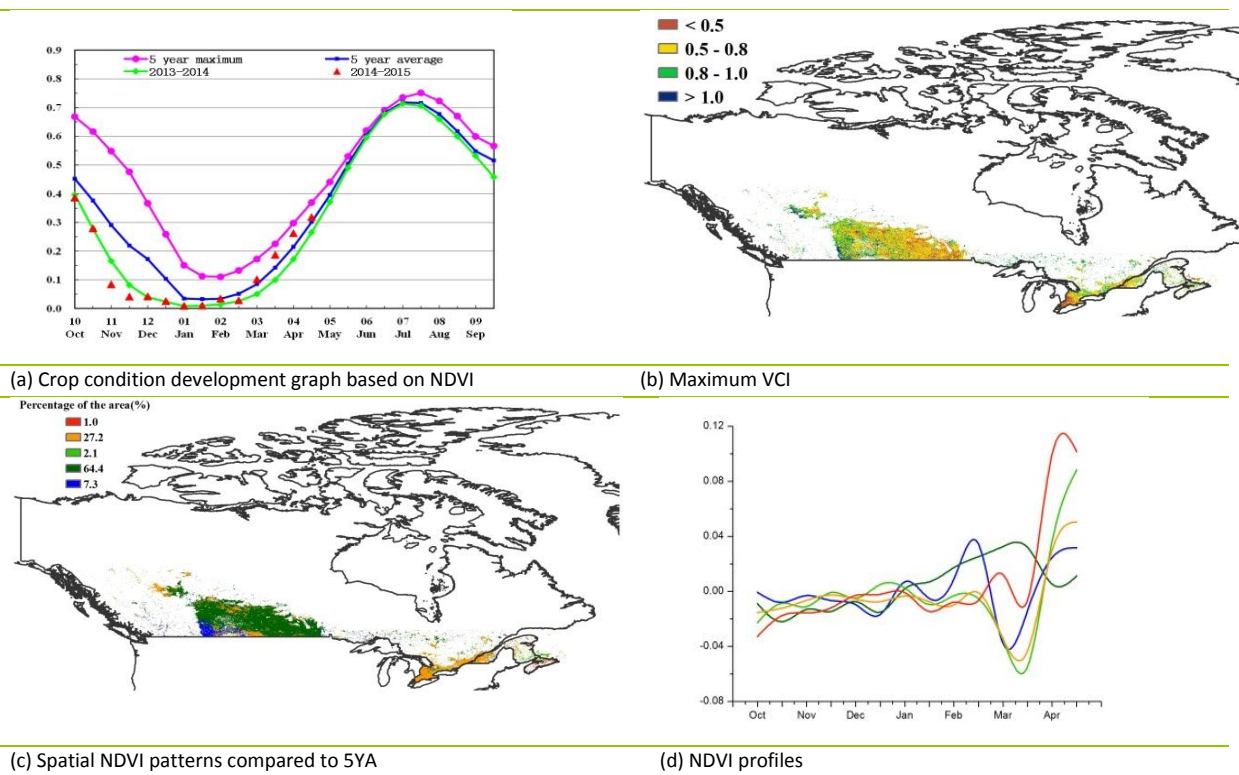 0.9
0.8
0.7
0.6
0.5
0.4
0.3
0.2
0.1
0.0
5 year maximum
5 year average
2013-2014
2014-2015
10 11 12 01 02 03 04 05 06 07 08 09
Oct Nov Dec Jan Feb Mar Apr May Jun Jul Aug Sep
< 0.5
0.5 - 0.8
0.8 - 1.0
> 1.0
(a) Crop condition development graph based on NDVI
(b) Maximum VCI
Percentage of the area(%)
1.0
27.2
2.1
64.4
7.3
0.12
0.08
0.04
0.00
-0.04
-0.08
Oct Nov Dec Jan Feb Mar Apr
(c) Spatial NDVI patterns compared to 5YA
(d) NDVI profiles